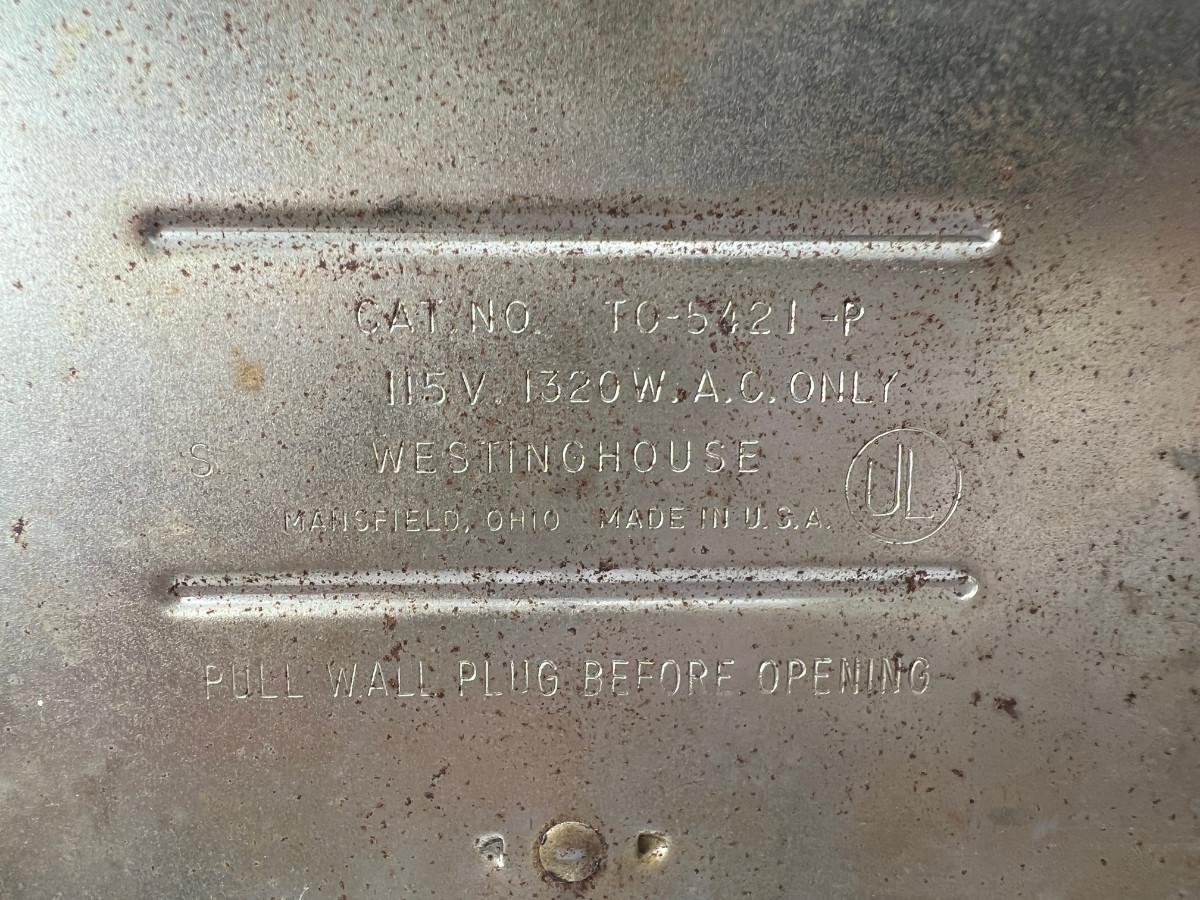 CAT. NO. TO-5421-P
115 V. 1320 W. A.C. ONLY
S WESTINGHOUSE UL
MANSFIELD, OHIO MADE IN U.S.A.
PULL WALL PLUG BEFORE OPENING